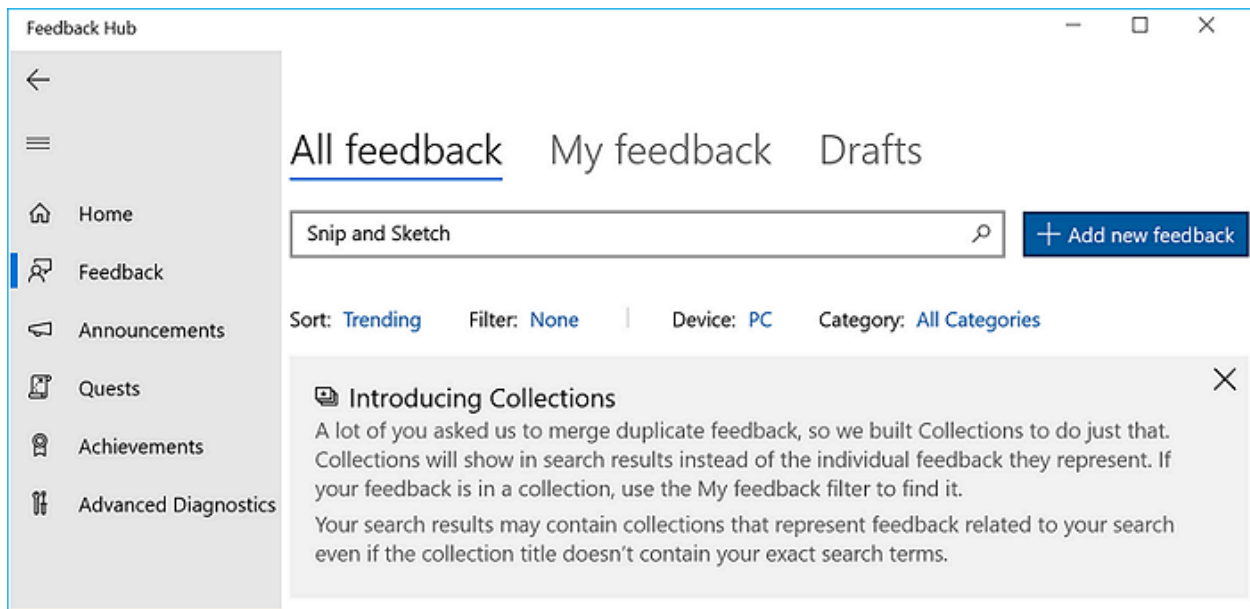 Feedback Hub
All feedback My feedback Drafts
Home
Snip and Sketch
Add new feedback
Feedback
Announcements
Sort: Trending Filter: None Device: PC Category: All Categories
Quests
Achievements
Advanced Diagnostics
Introducing Collections
A lot of you asked us to merge duplicate feedback, so we built Collections to do just that.
Collections will show in search results instead of the individual feedback they represent. If
your feedback is in a collection, use the My feedback filter to find it.
Your search results may contain collections that represent feedback related to your search
even if the collection title doesn't contain your exact search terms.